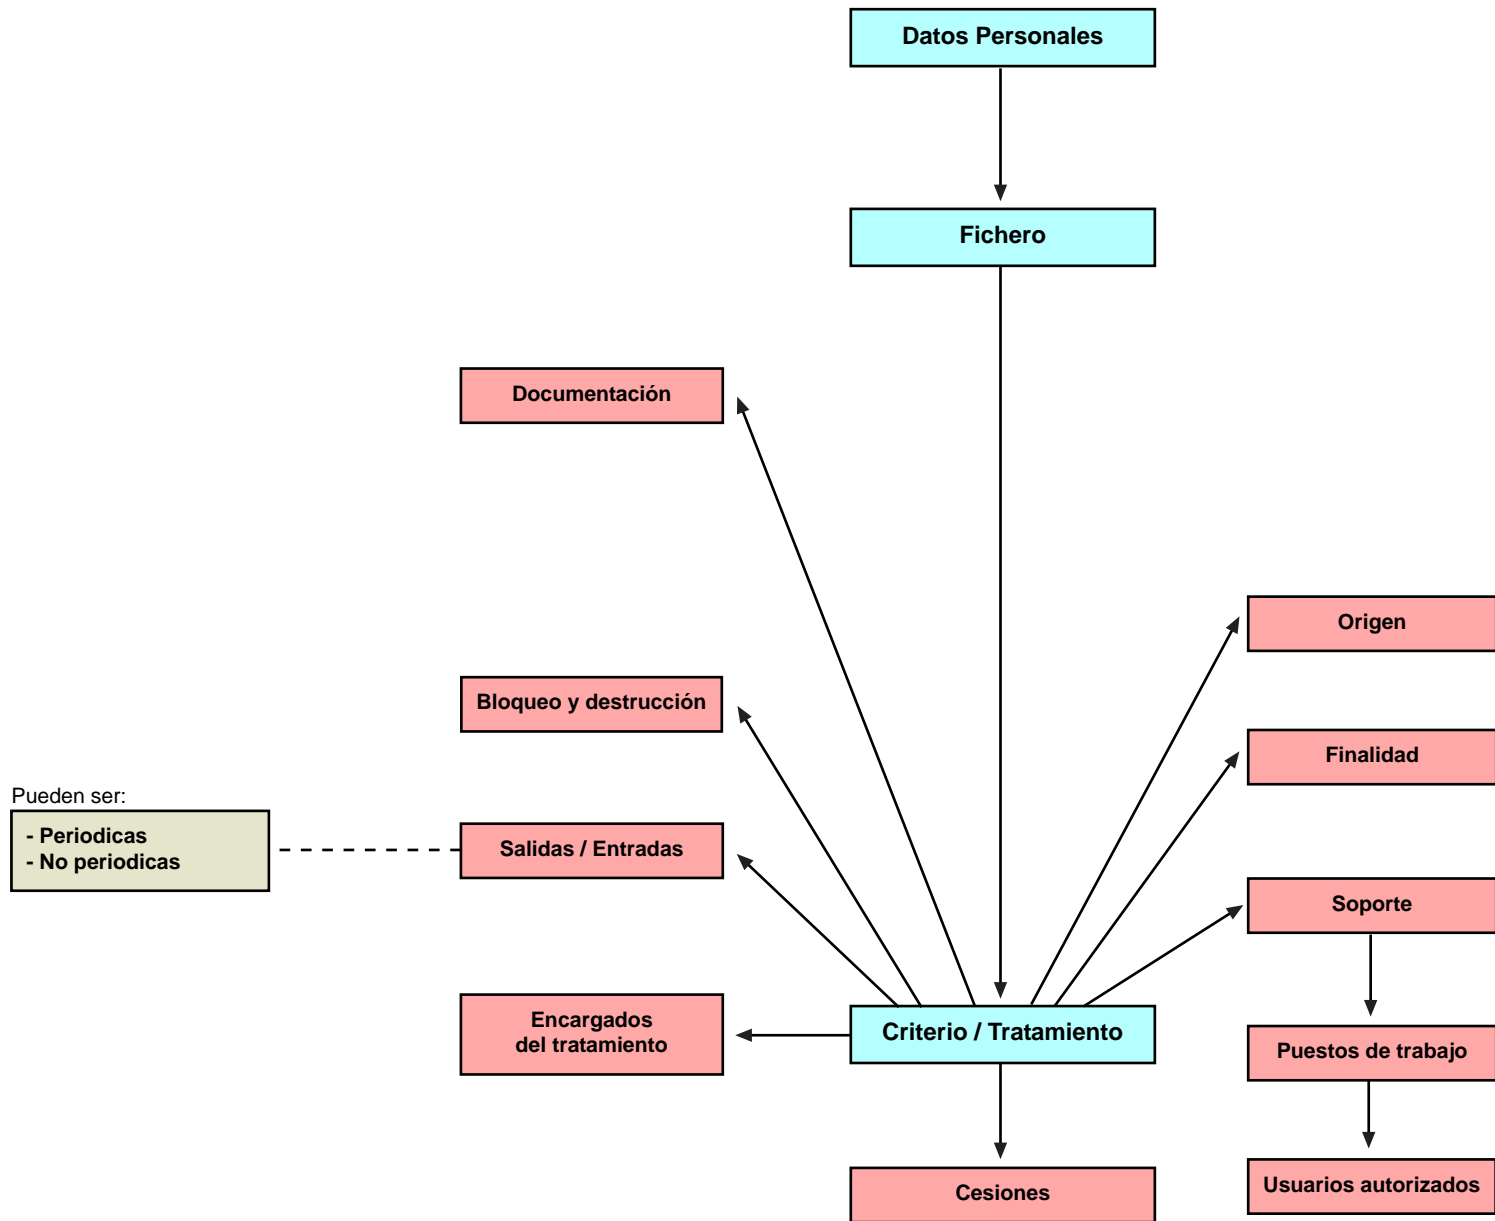 Datos Personales
Fichero
Documentación
Origen
Bloqueo y destrucción
Finalidad
Pueden ser:
- Periodicas
- No periodicas
Salidas / Entradas
Soporte
Encargados
del tratamiento
Criterio / Tratamiento
Puestos de trabajo
Cesiones
Usuarios autorizados